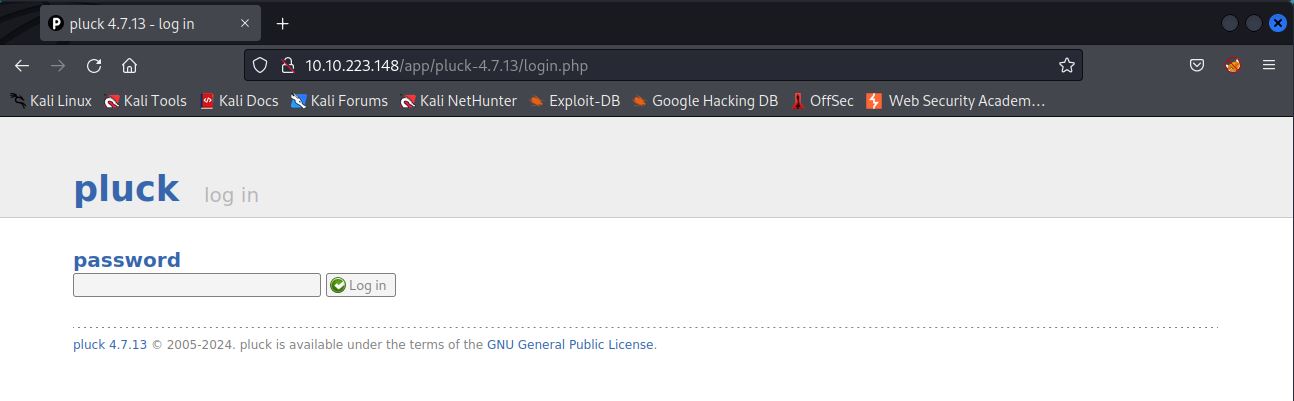 pluck 4.7.13 - log in
10.10.223.148/app/pluck-4.7.13/login.php
Kali Linux Kali Tools Kali Docs Kali Forums Kali NetHunter Exploit-DB Google Hacking DB OffSec Web Security Academ…
pluck log in
password
Log in
pluck 4.7.13 © 2005-2024. pluck is available under the terms of the GNU General Public License.